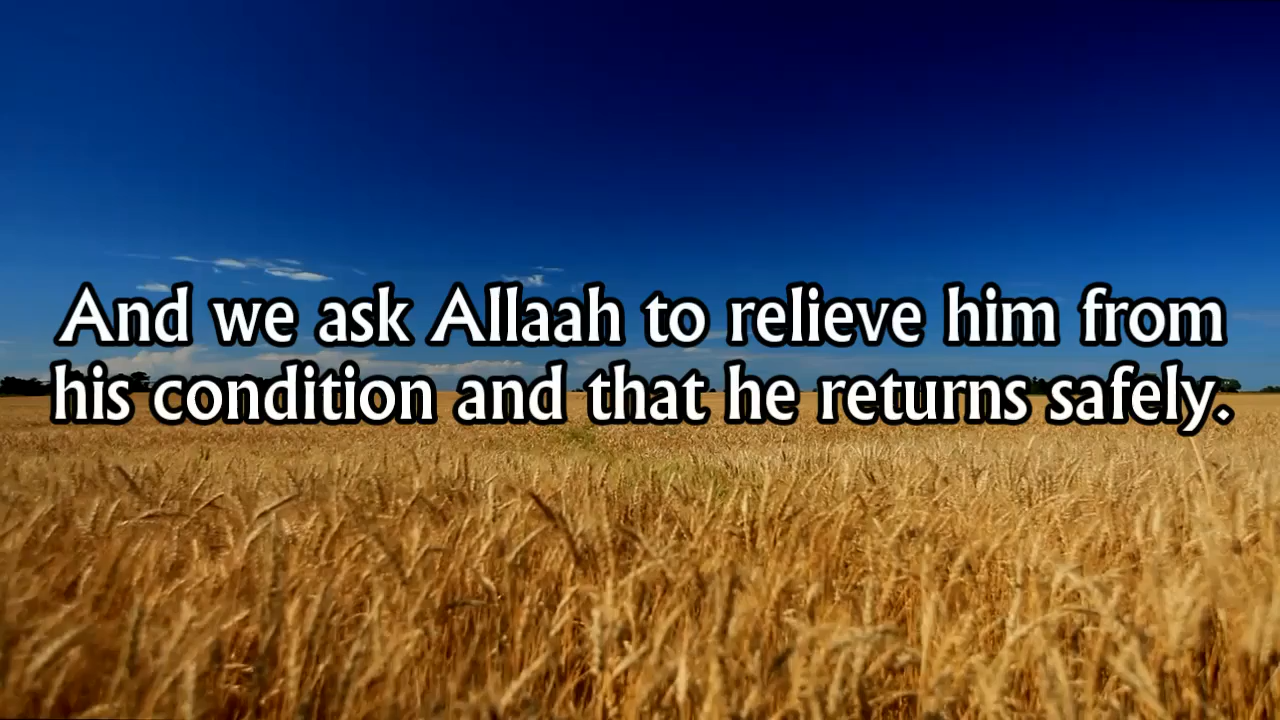 And we ask Allaah to relieve him from
his condition and that he returns safely.